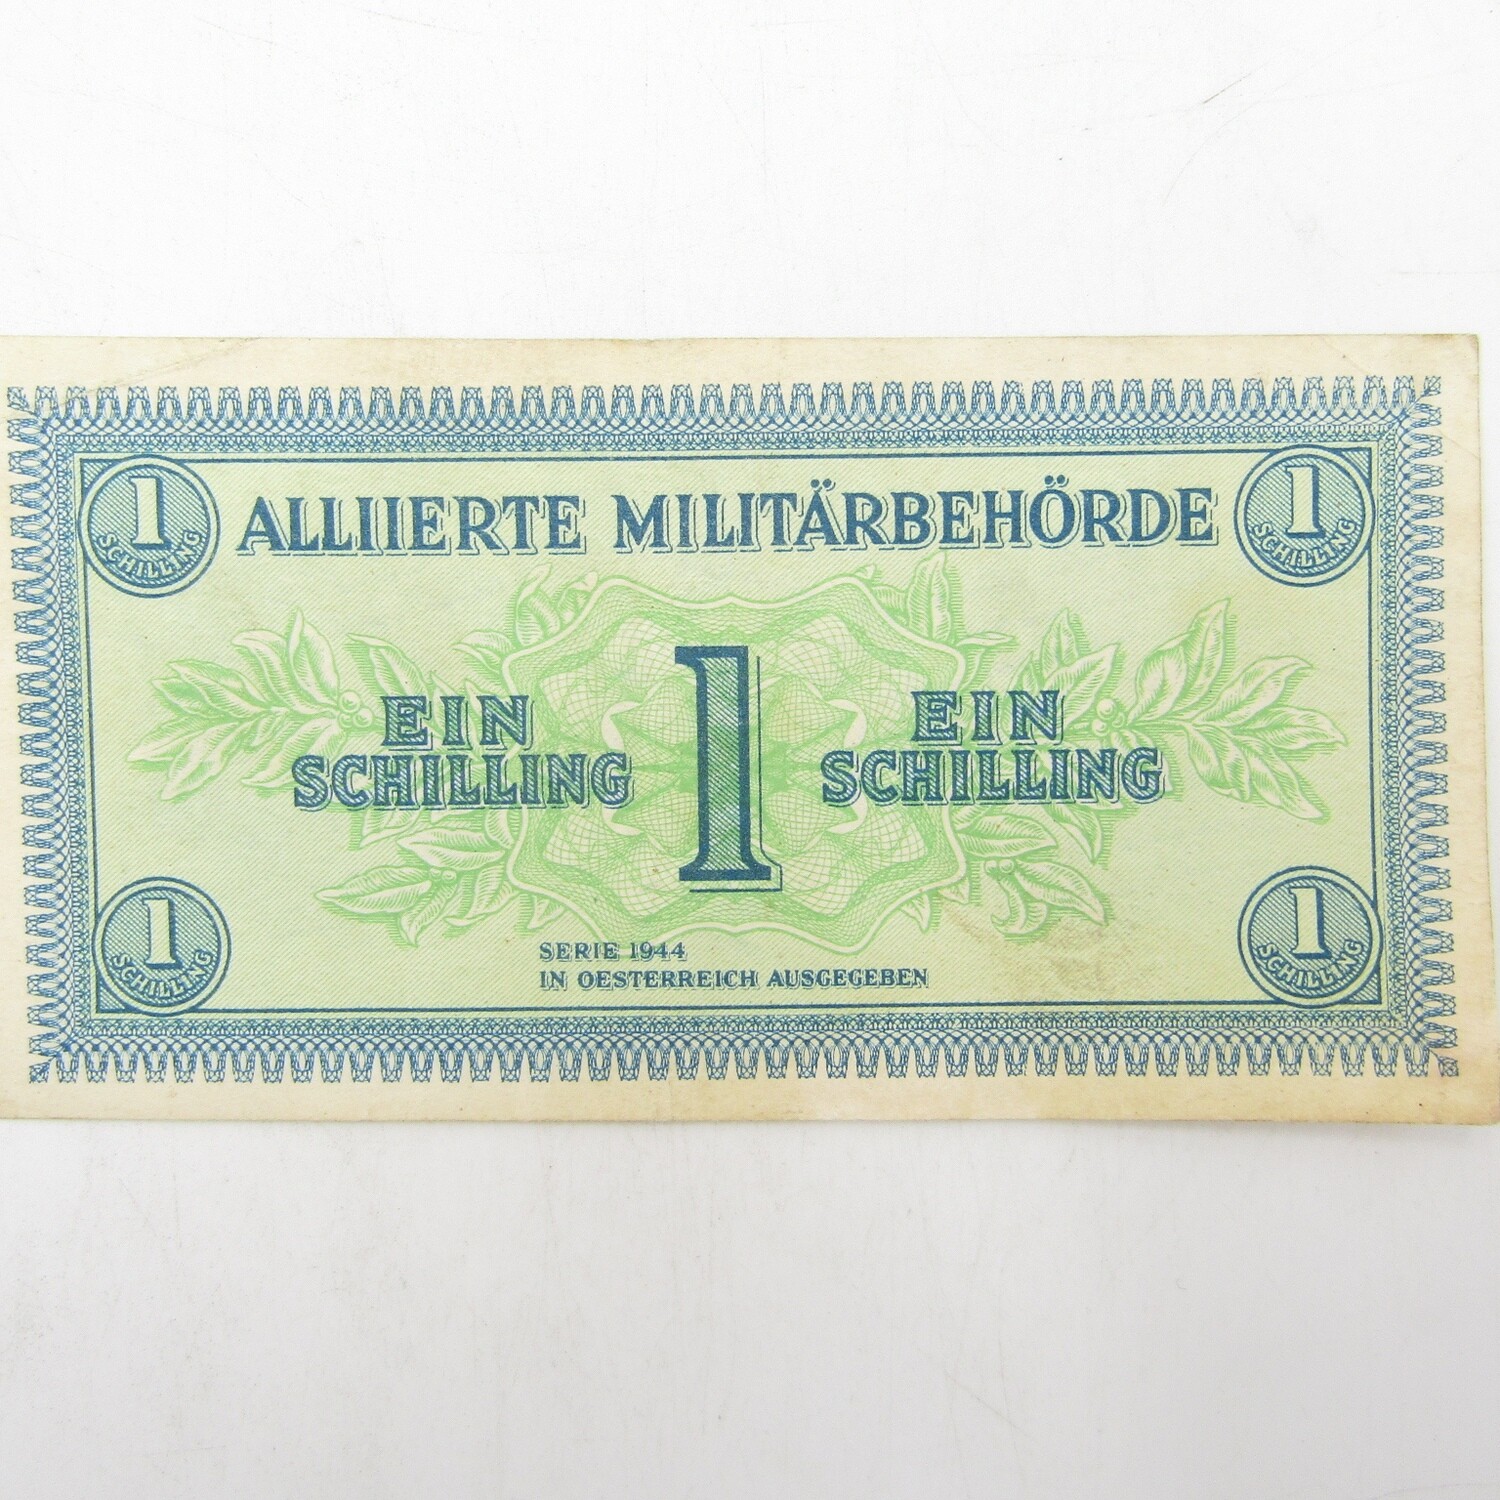 1 SCHILLING
ALLIIERTE MILITÄRBEHÖRDE
1 SCHILLING
EIN
SCHILLING
1
EIN
SCHILLING
1 SCHILLING
SERIE 1944
IN OESTERREICH AUSGEGEBEN
1 SCHILLING